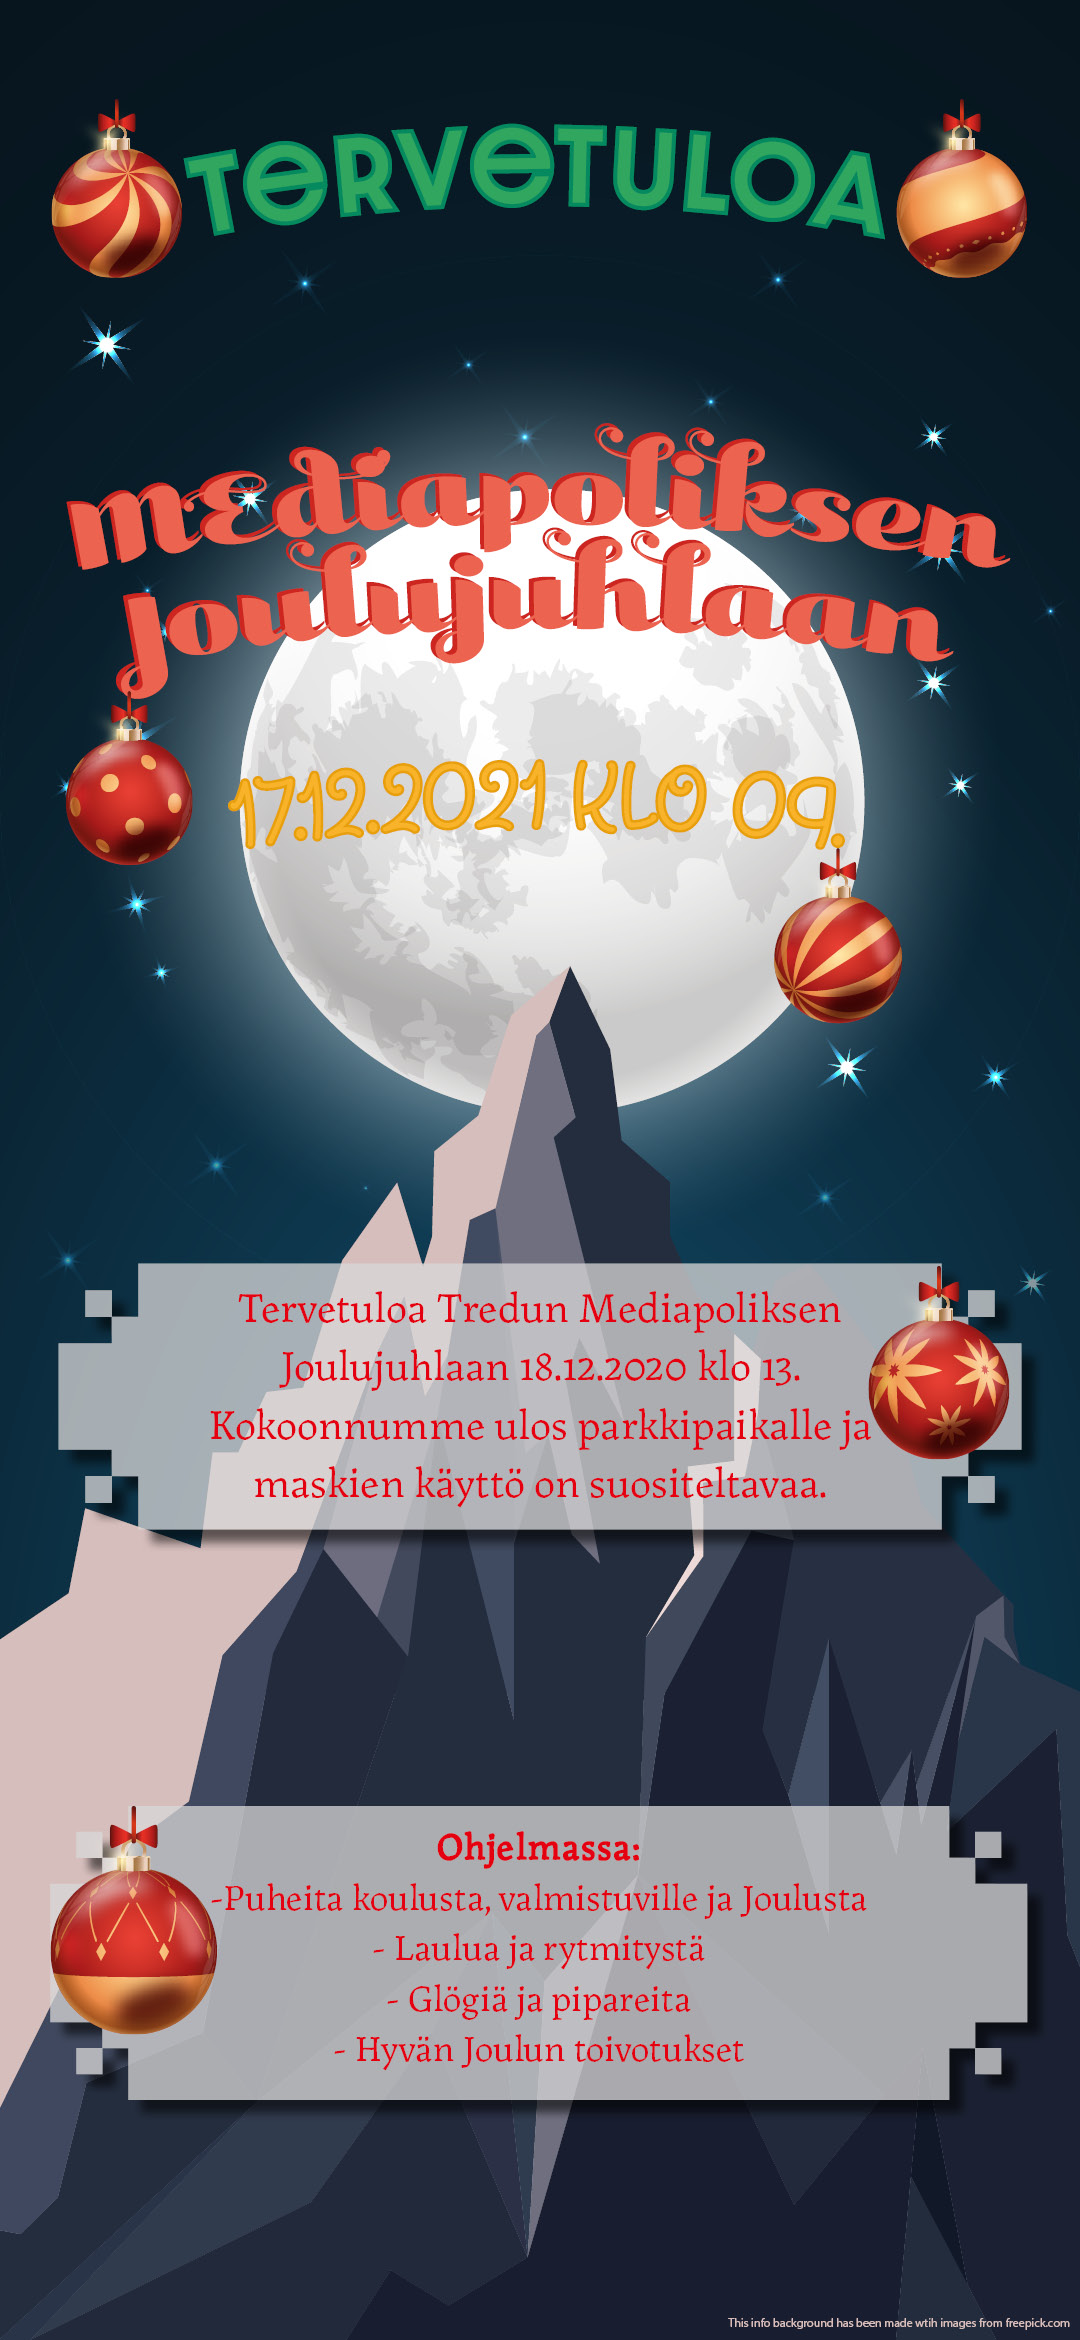 TERVETULOA
Mediapoliksen
Joulujuhlaan
17.12.2021 KLO 09.
Tervetuloa Tredun Mediapoliksen
Joulujuhlaan 18.12.2020 klo 13.
Kokoonnumme ulos parkkipaikalle ja
maskien käyttö on suositeltavaa.
Ohjelmassa:
-Puheita koulusta, valmistuville ja Joulusta
- Laulua ja rytmitystä
- Glögiä ja pipareita
- Hyvän Joulun toivotukset
This info background has been made wtih images from freepick.com